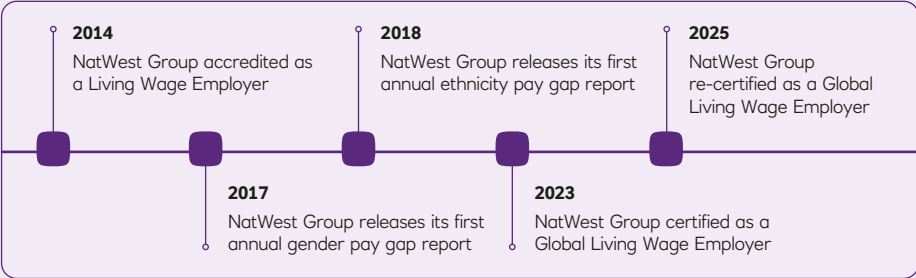 2014
NatWest Group accredited as
a Living Wage Employer
2017
NatWest Group releases its first
annual gender pay gap report
2018
NatWest Group releases its first
annual ethnicity pay gap report
2023
NatWest Group certified as a
Global Living Wage Employer
2025
NatWest Group
re-certified as a Global
Living Wage Employer